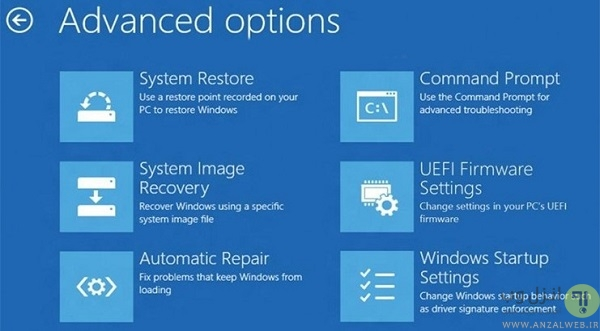 Advanced options
System Restore
Use a restore point recorded on your
PC to restore Windows
Command Prompt
Use the Command Prompt for
advanced troubleshooting
C:\
System Image
Recovery
Recover Windows using a specific
system image file
UEFI Firmware
Settings
Change settings in your PC's UEFI
firmware
Automatic Repair
Fix problems that keep Windows from
loading
Windows Startup
Settings
Change Windows startup behavior such
as driver signature enforcement
WWW.ANZALWEB.IR